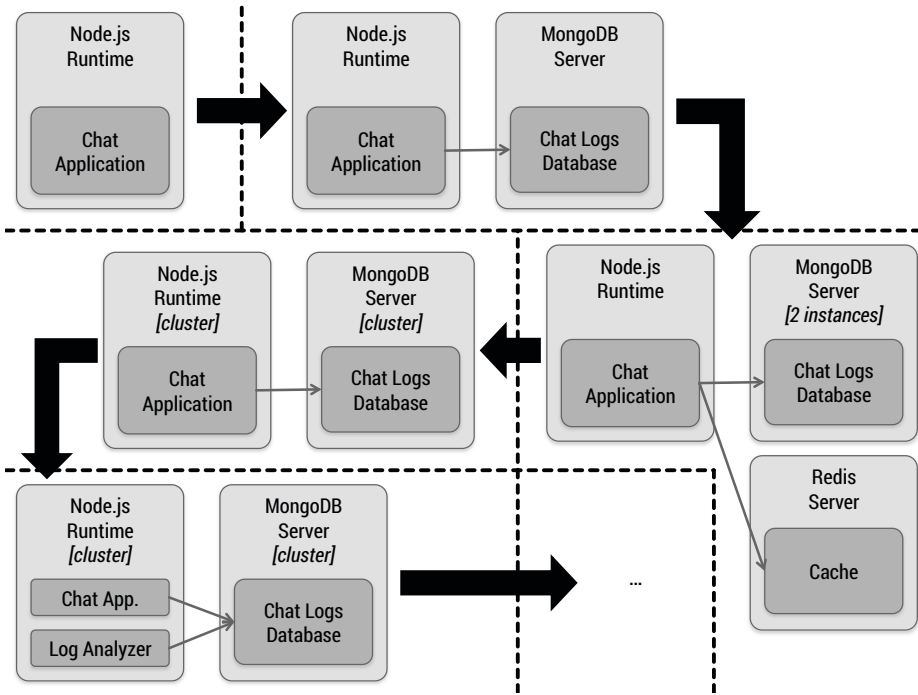 Node.js
Runtime
Chat
Application
Node.js
Runtime
Chat
Application
MongoDB
Server
Chat Logs
Database
Node.js
Runtime
Chat
Application
MongoDB
Server
[2 instances]
Chat Logs
Database
Redis
Server
Cache
Node.js
Runtime
[cluster]
Chat
Application
MongoDB
Server
[cluster]
Chat Logs
Database
Node.js
Runtime
[cluster]
Chat App.
Log Analyzer
MongoDB
Server
[cluster]
Chat Logs
Database
...